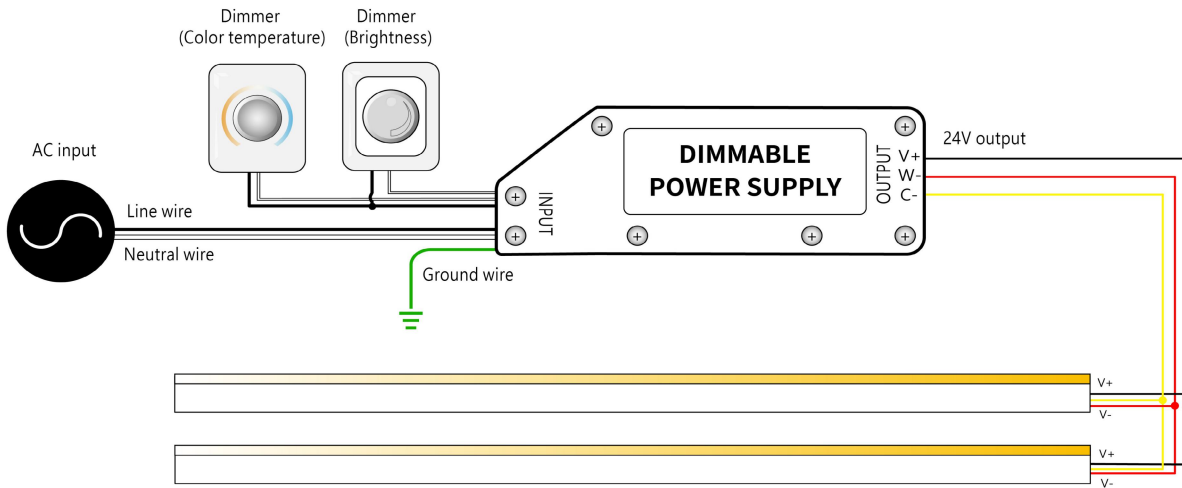 Dimmer
(Color temperature)
Dimmer
(Brightness)
AC input
Line wire
Neutral wire
Ground wire
INPUT
DIMMABLE
POWER SUPPLY
OUTPUT
V+
W-
C-
24V output
V+
V-
V+
V-